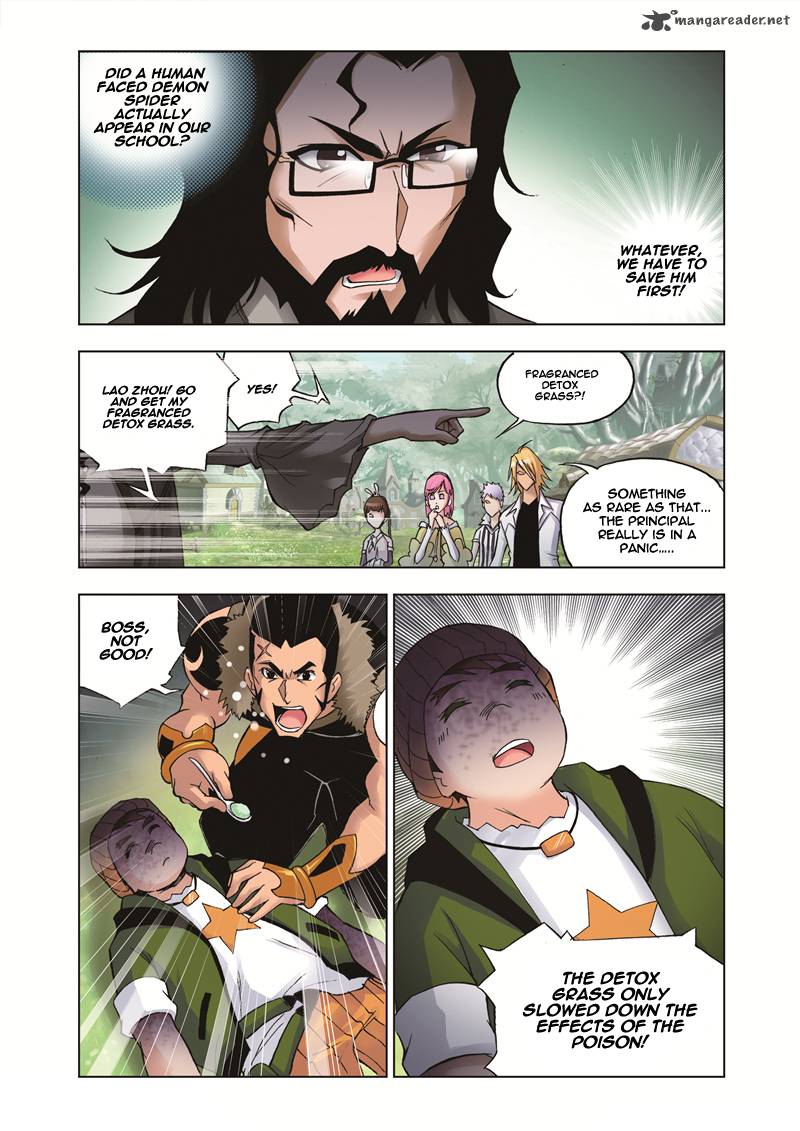 mangareader.net
DID A HUMAN
FACED DEMON
SPIDER
ACTUALLY
APPEAR IN OUR
SCHOOL?
WHATEVER,
WE HAVE TO
SAVE HIM
FIRST!
LAO ZHOU! GO
AND GET MY
FRAGRANCED
DETOX GRASS.
YES!
FRAGRANCED
DETOX
GRASS?!
SOMETHING
AS RARE AS THAT...
THE PRINCIPAL
REALLY IS IN A
PANIC.....
BOSS,
NOT
GOOD!
THE DETOX
GRASS ONLY
SLOWED DOWN THE
EFFECTS OF THE
POISON!